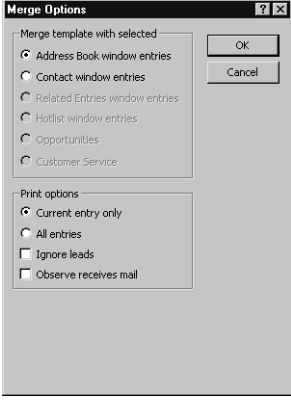 Merge Options
Merge template with selected
OK
Address Book window entries
Cancel
Contact window entries
Related Entries window entries
Hotlist window entries
Opportunities
Customer Service
Print options
Current entry only
All entries
Ignore leads
Observe receives mail